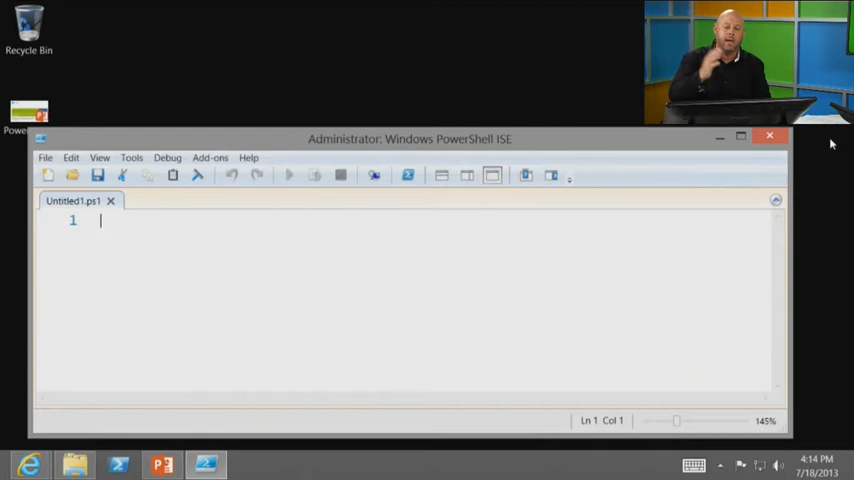 Recycle Bin
Administrator: Windows PowerShell ISE
File Edit View Tools Debug Add-ons Help
Untitled1.ps1
1
Ln 1 Col 1
145%
4:14 PM
7/18/2013